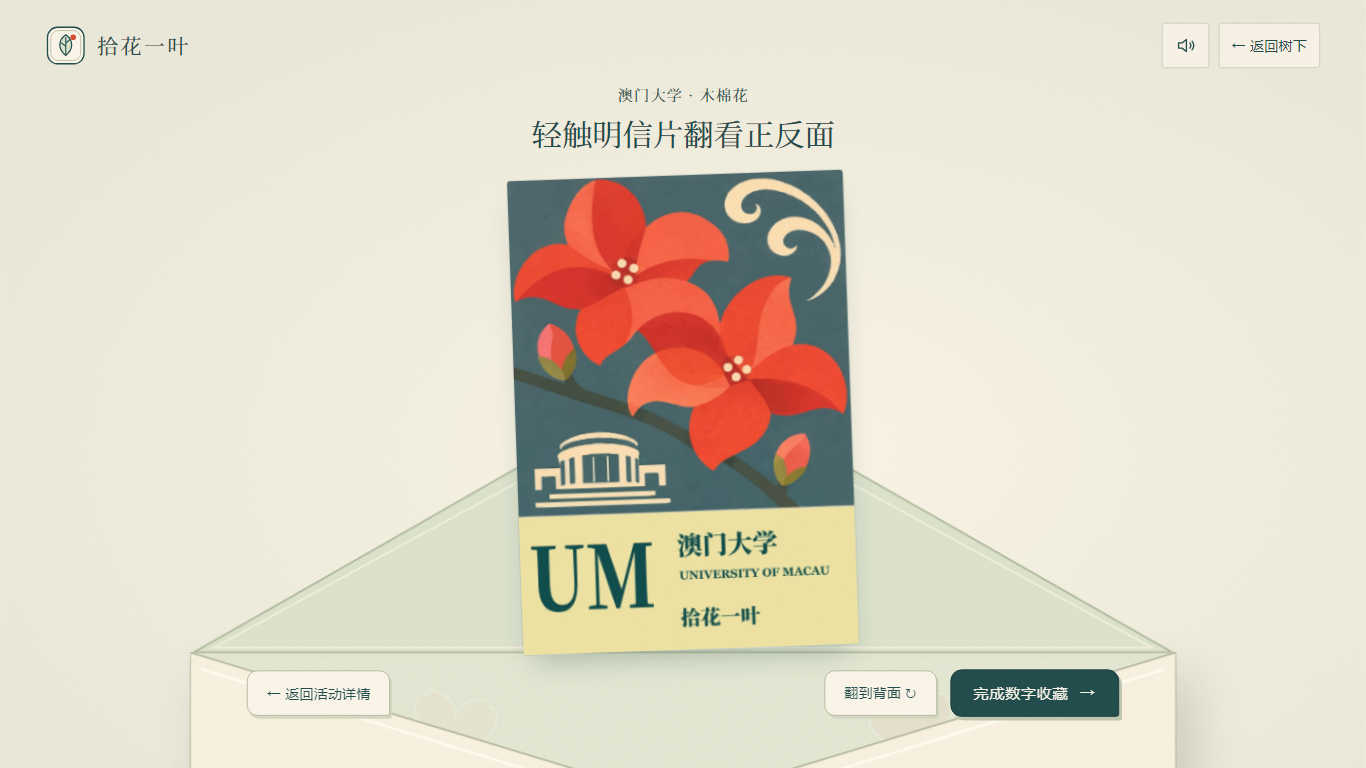 拾花一叶
← 返回树下
澳门大学 · 木棉花
轻触明信片翻看正反面
UM
澳门大学
UNIVERSITY OF MACAU
拾花一叶
← 返回活动详情
翻到背面 ↻
完成数字收藏 →